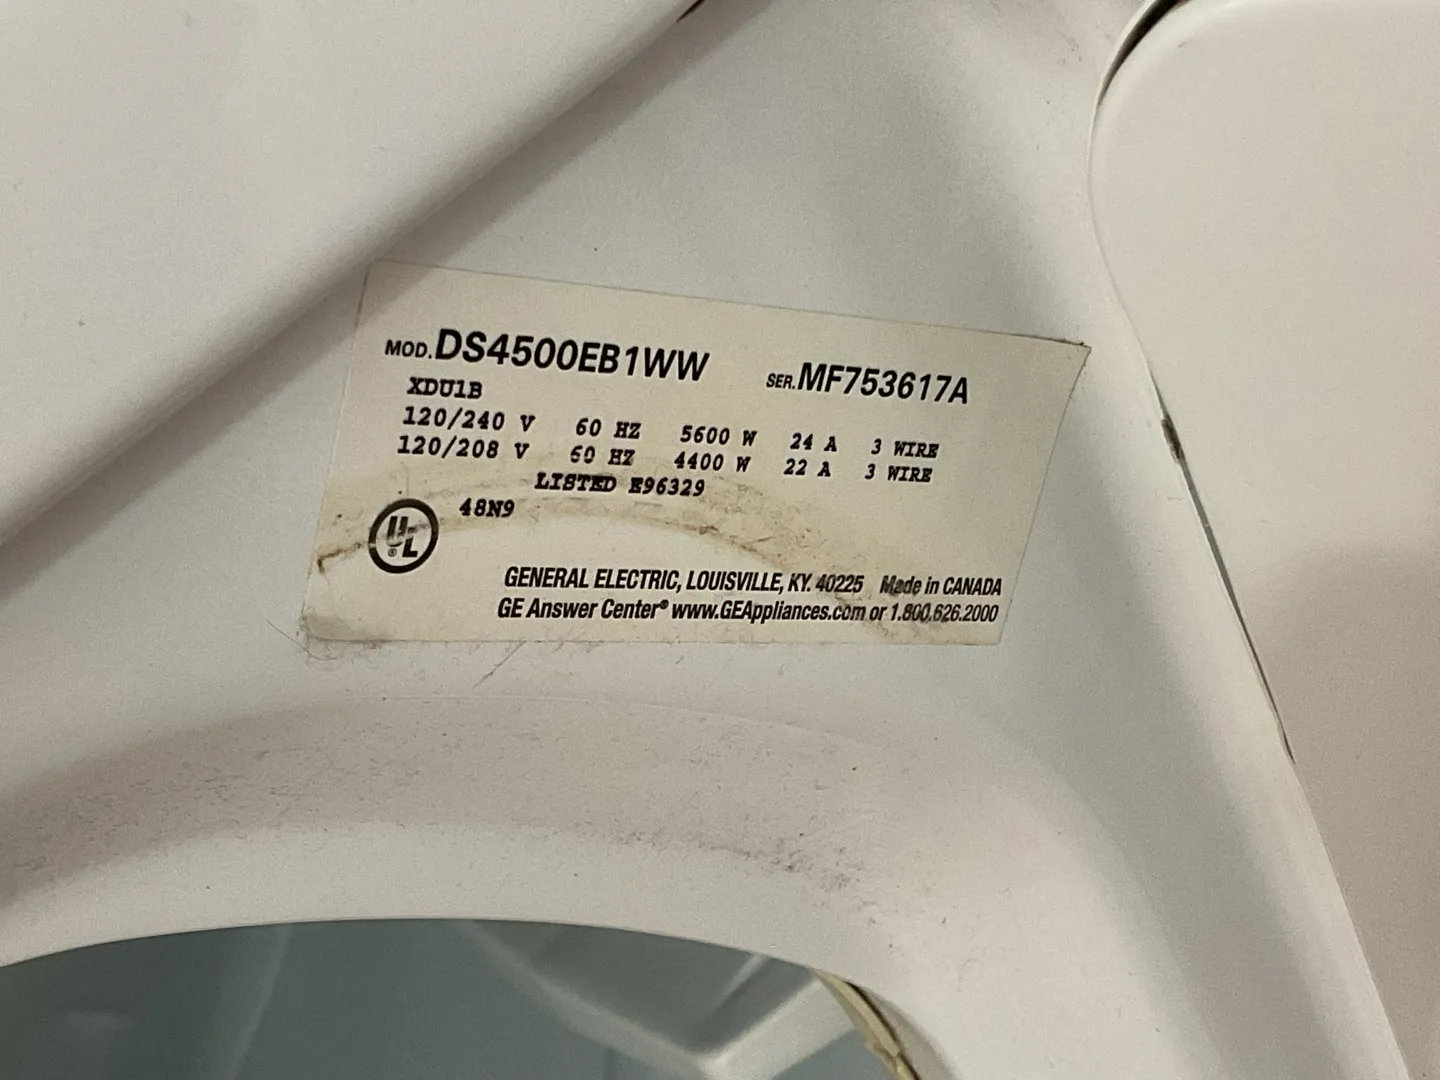 MOD. DS4500EB1WW SER. MF753617A
XDU1B
120/240 V 60 HZ 5600 W 24 A 3 WIRE
120/208 V 60 HZ 4400 W 22 A 3 WIRE
LISTED E96329
48N9
UL ®
GENERAL ELECTRIC, LOUISVILLE, KY. 40225 Made in CANADA
GE Answer Center® www.GEAppliances.com or 1.800.626.2000